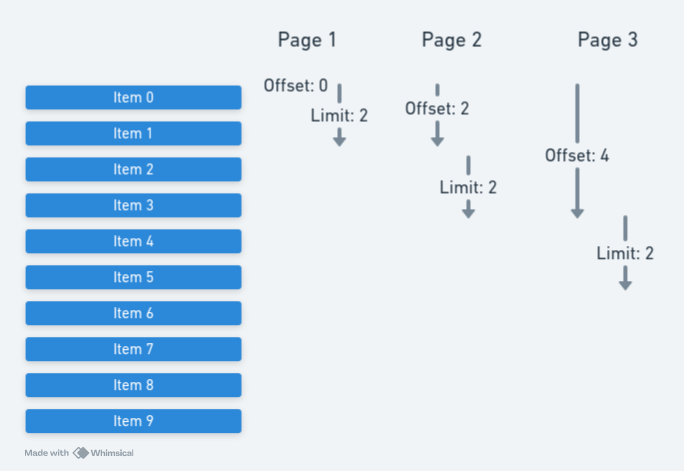 Page 1
Page 2
Page 3
Item 0
Item 1
Item 2
Item 3
Item 4
Item 5
Item 6
Item 7
Item 8
Item 9
Offset: 0
Limit: 2
Offset: 2
Limit: 2
Offset: 4
Limit: 2
Made with Whimsical